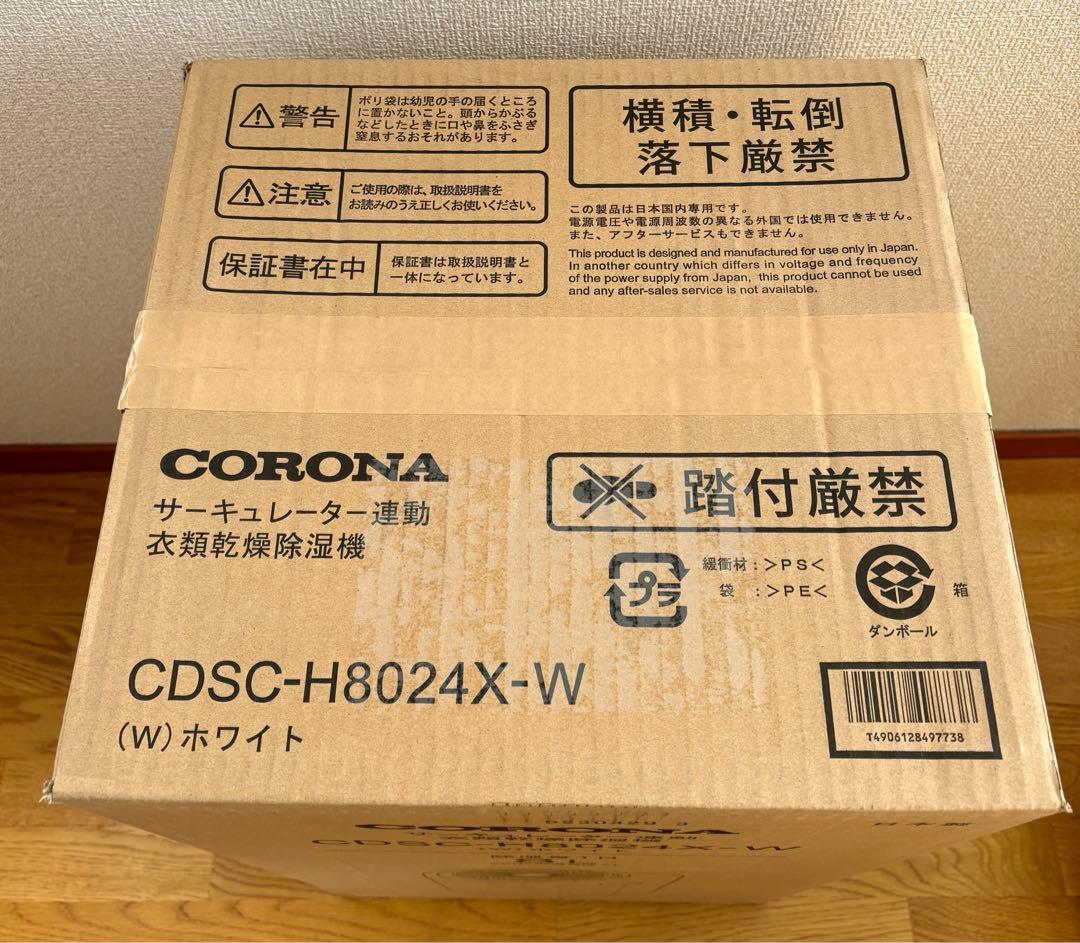 警告
ポリ袋は幼児の手の届くところ
に置かないこと。頭からかぶる
などしたときに口や鼻をふさぎ
窒息するおそれがあります。
注意
ご使用の際は、取扱説明書を
お読みのうえ正しくお使いください。
保証書在中
保証書は取扱説明書と
一体になっています。
横積・転倒
落下厳禁
この製品は日本国内専用です。
電源電圧や電源周波数の異なる外国では使用できません。
また、アフターサービスもできません。
This product is designed and manufactured for use only in Japan.
In another country which differs in voltage and frequency
of the power supply from Japan, this product cannot be used
and any after-sales service is not available.
CORONA
サーキュレーター連動
衣類乾燥除湿機
CDSC-H8024X-W
(W)ホワイト
踏付厳禁
プラ
緩衝材:>PS<
袋:>PE<
箱
ダンボール
T4906128497738
CORONA
CDSC-H8024X-W
日本製